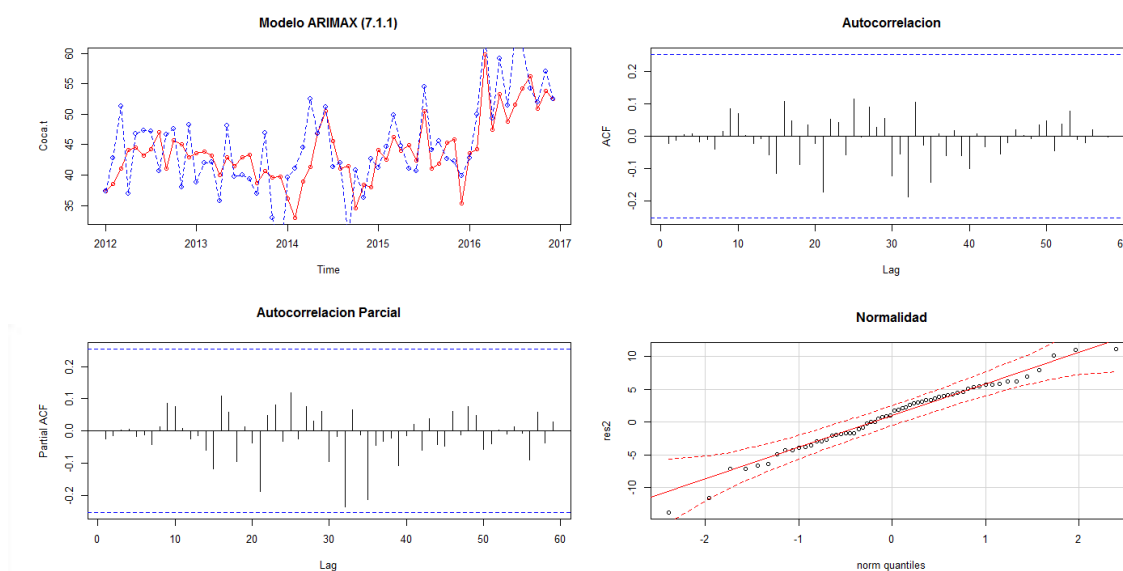 Modelo ARIMAX (7.1.1)
Coca.t
60
55
50
45
40
35
2012 2013 2014 2015 2016 2017
Time
Autocorrelacion
ACF
0.2
0.1
0.0
-0.1
-0.2
0 10 20 30 40 50 60
Lag
Autocorrelacion Parcial
Partial ACF
0.2
0.1
0.0
-0.1
-0.2
0 10 20 30 40 50 60
Lag
Normalidad
res2
10
5
0
-5
-10
-2 -1 0 1 2
norm quantiles